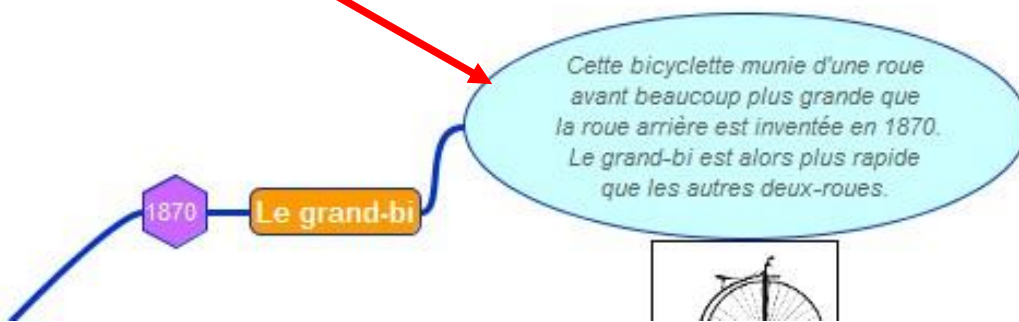 Cette bicyclette munie d'une roue
avant beaucoup plus grande que
la roue arrière est inventée en 1870.
Le grand-bi est alors plus rapide
que les autres deux-roues.
1870
Le grand-bi